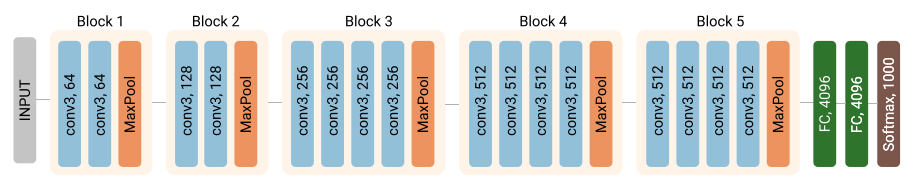 INPUT
Block 1
conv3, 64
conv3, 64
MaxPool
Block 2
conv3, 128
conv3, 128
MaxPool
Block 3
conv3, 256
conv3, 256
conv3, 256
conv3, 256
MaxPool
Block 4
conv3, 512
conv3, 512
conv3, 512
conv3, 512
MaxPool
Block 5
conv3, 512
conv3, 512
conv3, 512
conv3, 512
MaxPool
FC, 4096
FC, 4096
Softmax, 1000